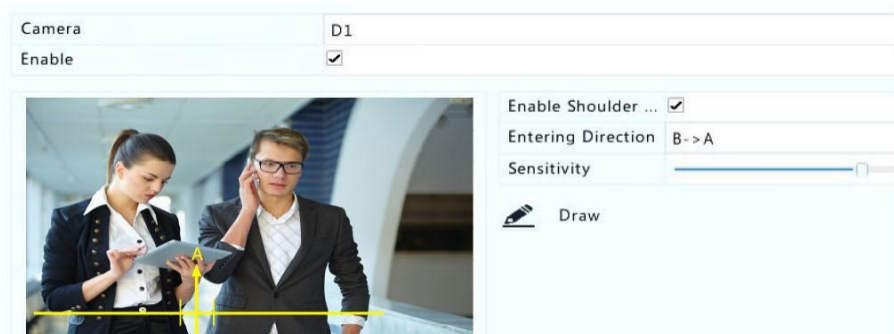 Camera D1
Enable
Enable Shoulder ...
Entering Direction B->A
Sensitivity
Draw
A